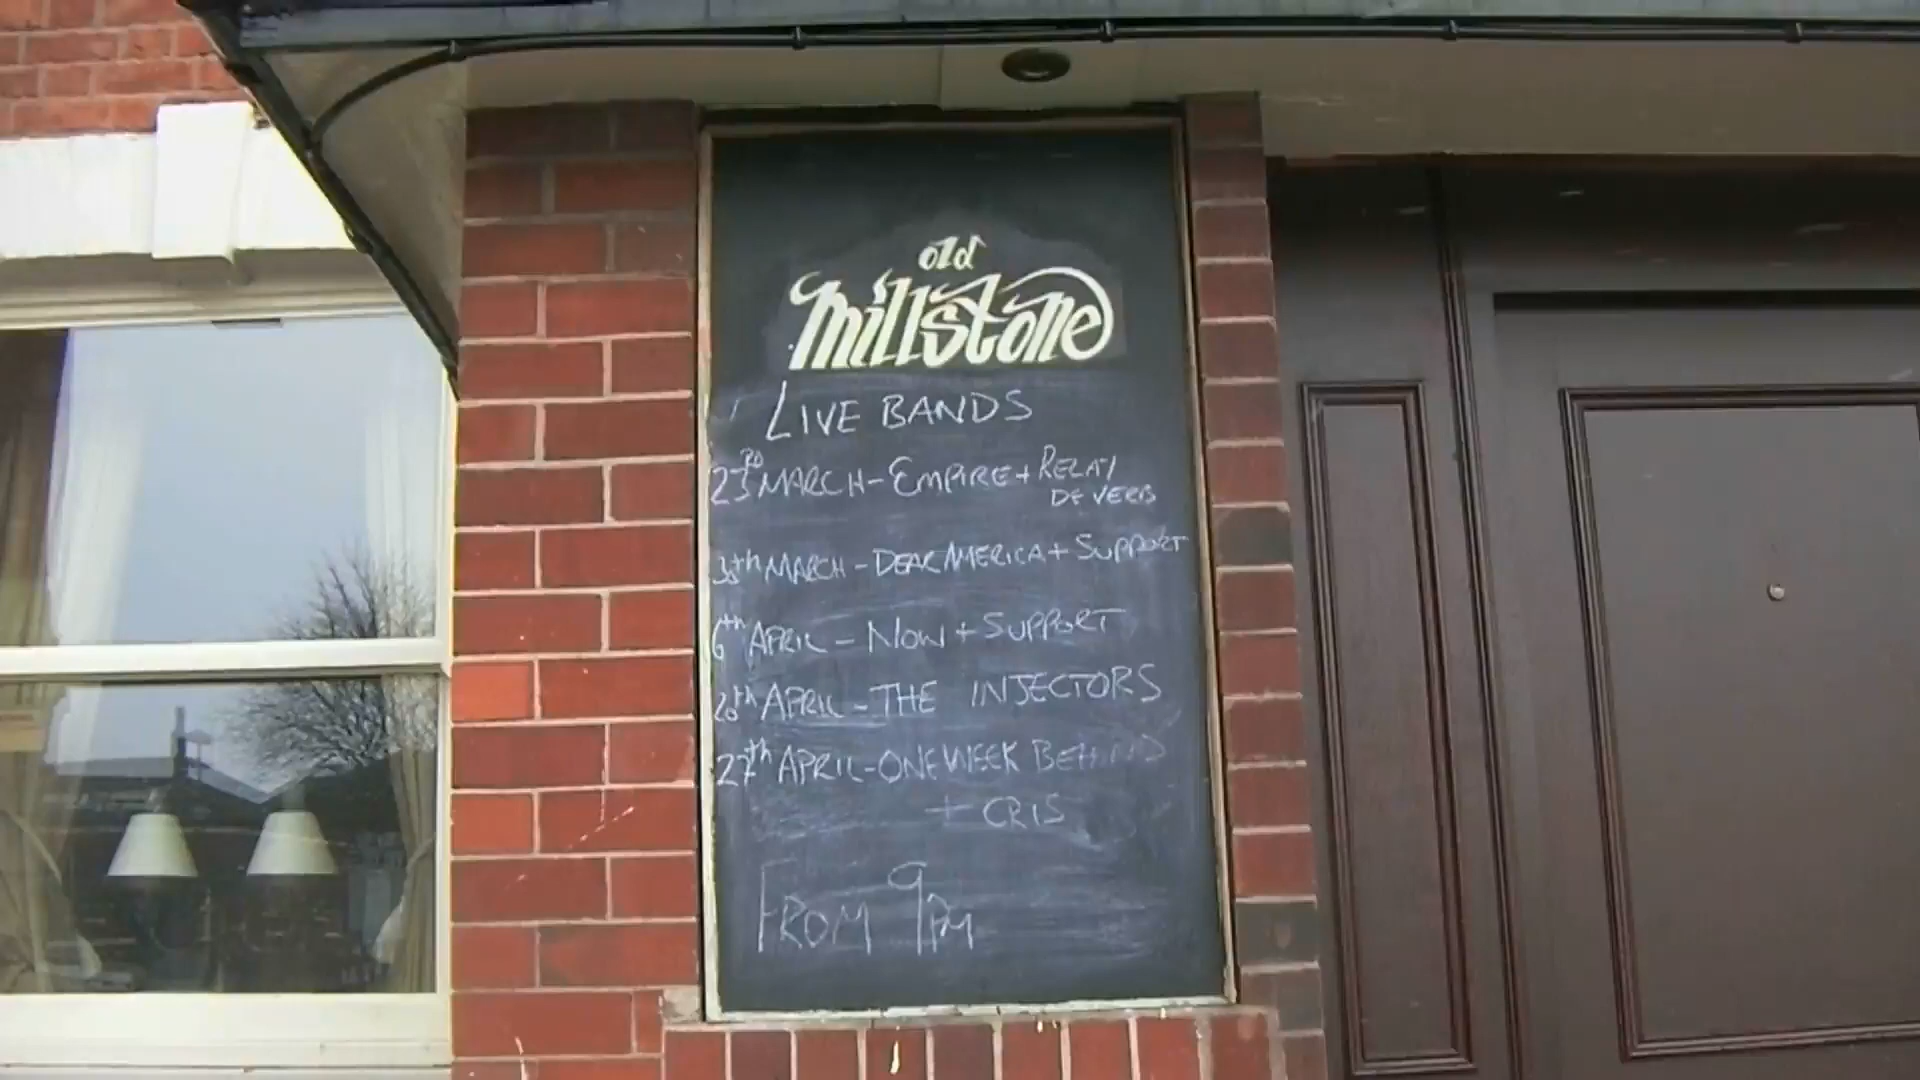 old
millstone
LIVE BANDS
23RD MARCH - EMPIRE + RELAY
DE VERB
30th MARCH - DEAR AMERICA + SUPPORT
6th APRIL - NOW + SUPPORT
20th APRIL - THE INJECTORS
27th APRIL - ONE WEEK BEHIND
+ CRIS
FROM 9PM